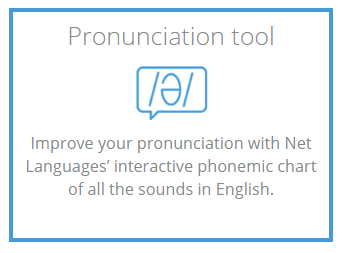 Pronunciation tool
/ə/
Improve your pronunciation with Net
Languages’ interactive phonemic chart
of all the sounds in English.